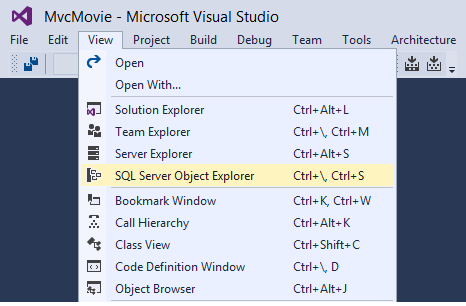 MvcMovie - Microsoft Visual Studio
File Edit View Project Build Debug Team Tools Architecture
Open
Open With...
Solution Explorer Ctrl+Alt+L
Team Explorer Ctrl+\, Ctrl+M
Server Explorer Ctrl+Alt+S
SQL Server Object Explorer Ctrl+\, Ctrl+S
Bookmark Window Ctrl+K, Ctrl+W
Call Hierarchy Ctrl+Alt+K
Class View Ctrl+Shift+C
Code Definition Window Ctrl+\, D
Object Browser Ctrl+Alt+J